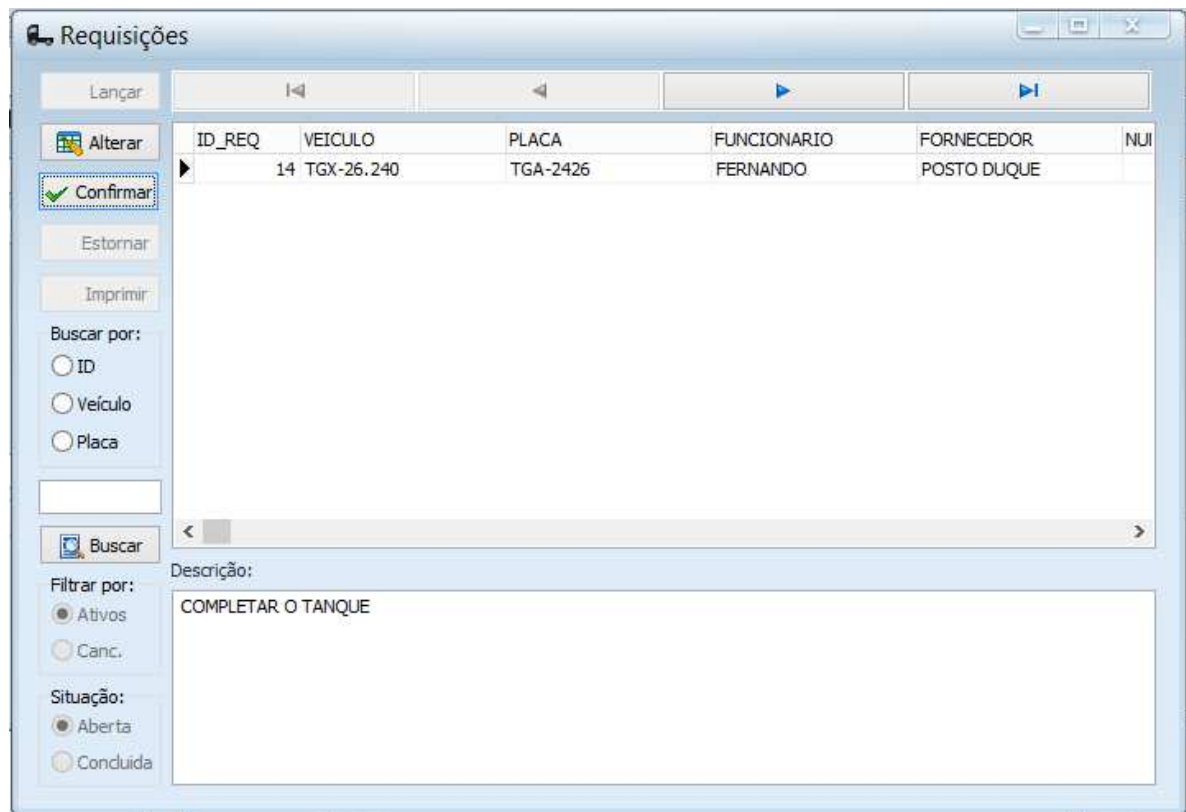 Requisições
Lançar
Alterar
Confirmar
Estornar
Imprimir
Buscar por:
ID
Veículo
Placa
Buscar
Filtrar por:
Ativos
Canc.
Situação:
Aberta
Concluida
ID_REQ VEICULO PLACA FUNCIONARIO FORNECEDOR NUI
14 TGX-26.240 TGA-2426 FERNANDO POSTO DUQUE
Descrição:
COMPLETAR O TANQUE